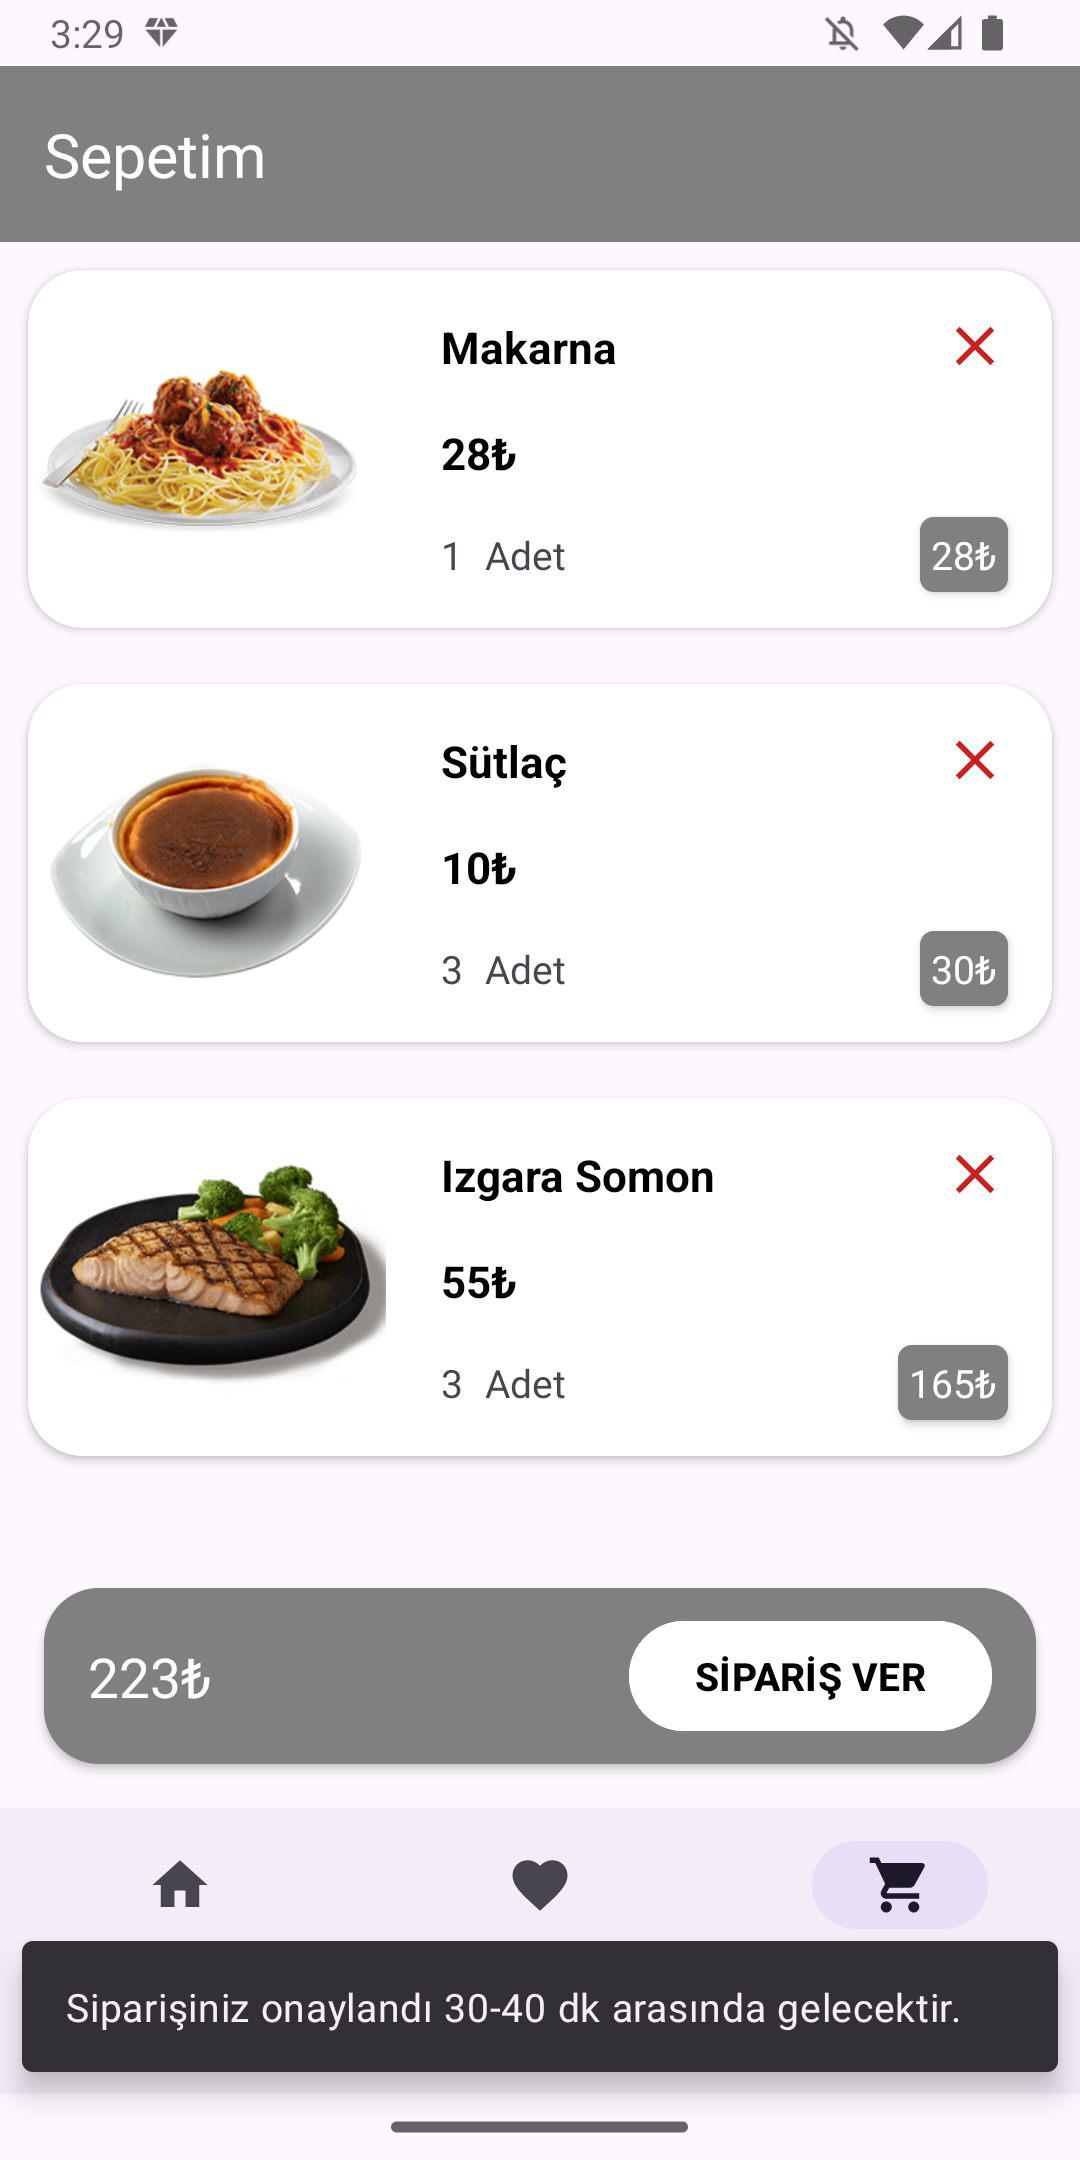 3:29
Sepetim
Makarna
28₺
1 Adet
28₺
Sütlaç
10₺
3 Adet
30₺
Izgara Somon
55₺
3 Adet
165₺
223₺
SİPARİŞ VER
Siparişiniz onaylandı 30-40 dk arasında gelecektir.